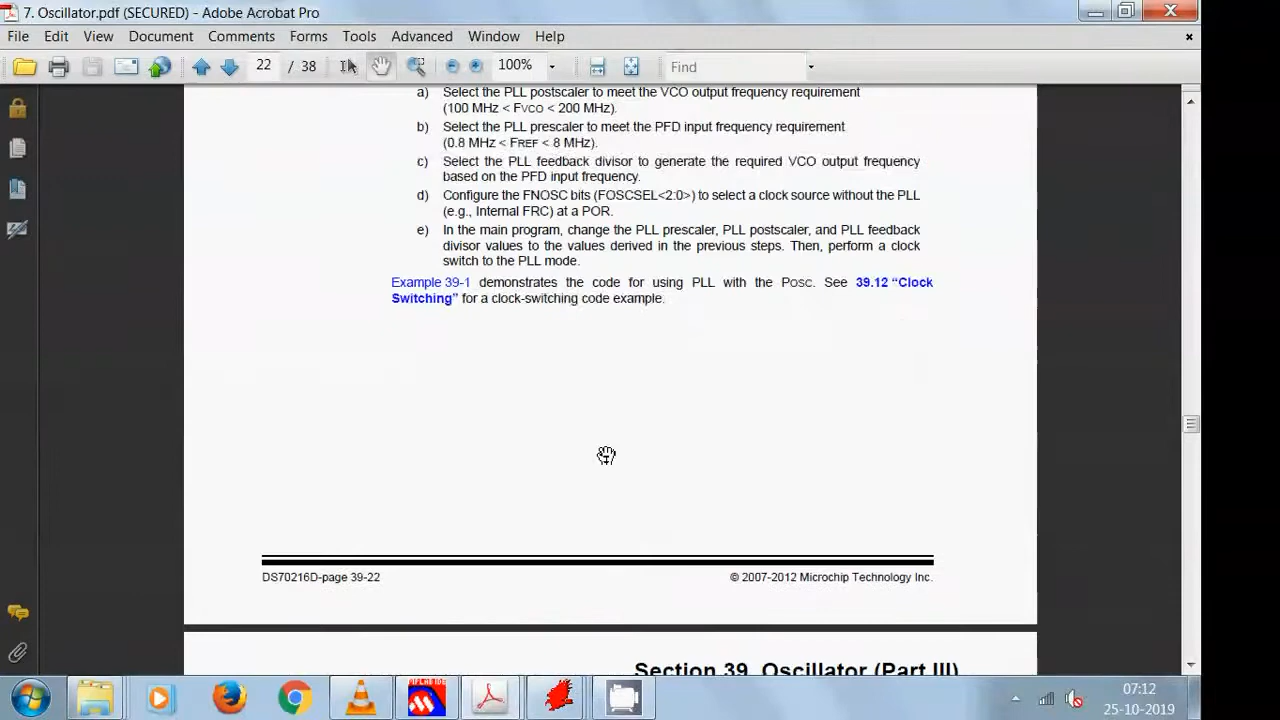 7. Oscillator.pdf (SECURED) - Adobe Acrobat Pro
File Edit View Document Comments Forms Tools Advanced Window Help
22 / 38 100% Find
a) Select the PLL postscaler to meet the VCO output frequency requirement
(100 MHz < FVCO < 200 MHz).
b) Select the PLL prescaler to meet the PFD input frequency requirement
(0.8 MHz < FREF < 8 MHz).
c) Select the PLL feedback divisor to generate the required VCO output frequency
based on the PFD input frequency.
d) Configure the FNOSC bits (FOSCSEL<2:0>) to select a clock source without the PLL
(e.g., Internal FRC) at a POR.
e) In the main program, change the PLL prescaler, PLL postscaler, and PLL feedback
divisor values to the values derived in the previous steps. Then, perform a clock
switch to the PLL mode.
Example 39-1 demonstrates the code for using PLL with the POSC. See 39.12 “Clock
Switching” for a clock-switching code example.
DS70216D-page 39-22 © 2007-2012 Microchip Technology Inc.
Section 39. Oscillator (Part III)
07:12
25-10-2019